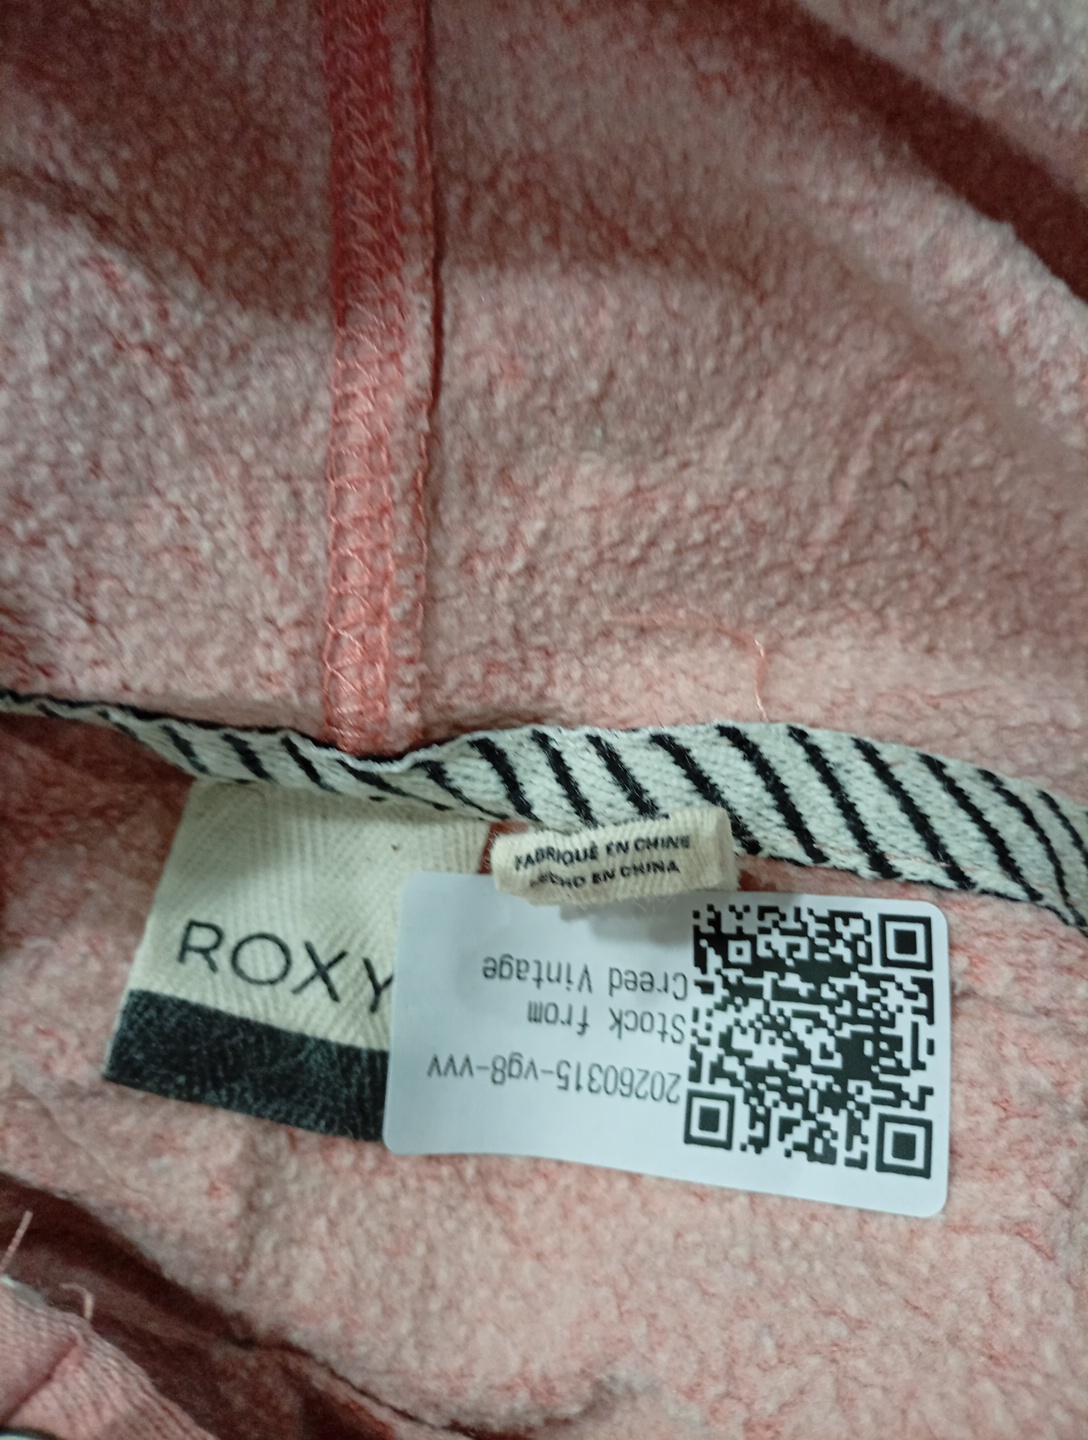 ROXY
FABRIQUÉ EN CHINE
HECHO EN CHINA
20260315-vg8-vvv
Stock from
Creed Vintage